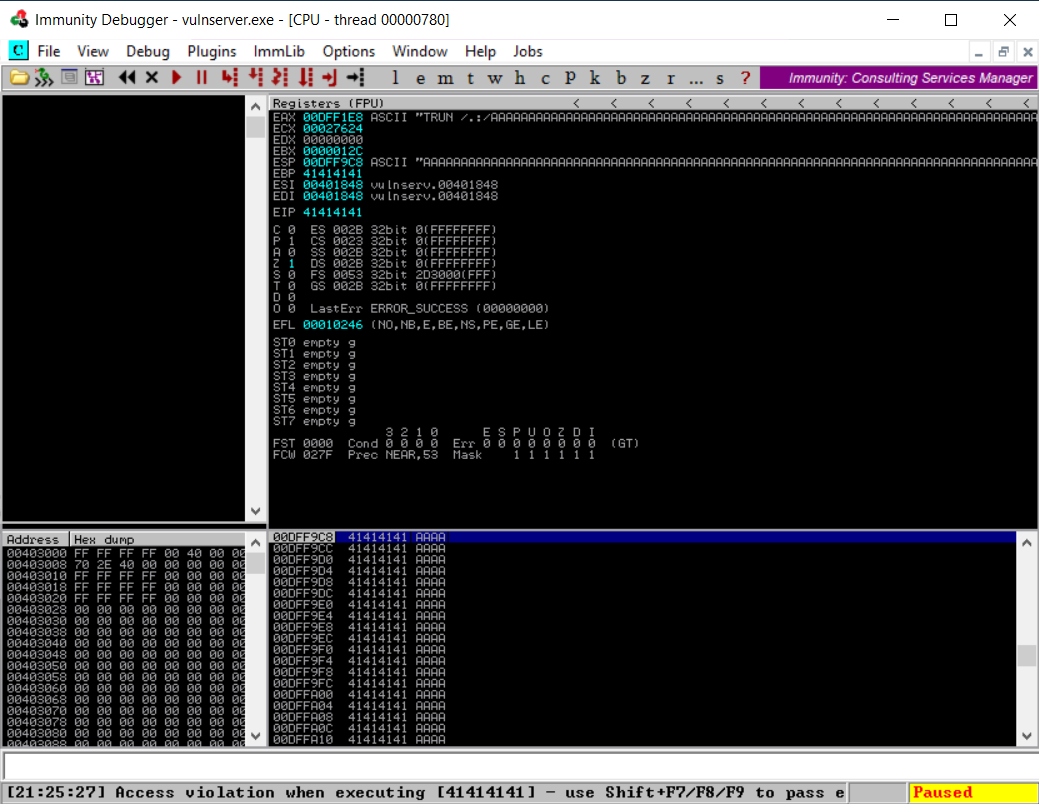 Immunity Debugger - vulnserver.exe - [CPU - thread 00000780]
C File View Debug Plugins ImmLib Options Window Help Jobs
l e m t w h c P k b z r ... s ? Immunity: Consulting Services Manager
Registers (FPU) < < < < < < < < < < < < <
EAX 00DFF1E8 ASCII "TRUN /.:/AAAAAAAAAAAAAAAAAAAAAAAAAAAAAAAAAAAAAAAAAAAAAAAAAAAAAAAAAAAAAAAAAAAAAAAAA
ECX 00027624
EDX 00000000
EBX 0000012C
ESP 00DFF9C8 ASCII "AAAAAAAAAAAAAAAAAAAAAAAAAAAAAAAAAAAAAAAAAAAAAAAAAAAAAAAAAAAAAAAAAAAAAAAAAAAAAAAAAA
EBP 41414141
ESI 00401848 vulnserv.00401848
EDI 00401848 vulnserv.00401848
EIP 41414141
C 0 ES 002B 32bit 0(FFFFFFFF)
P 1 CS 0023 32bit 0(FFFFFFFF)
A 0 SS 002B 32bit 0(FFFFFFFF)
Z 1 DS 002B 32bit 0(FFFFFFFF)
S 0 FS 0053 32bit 2D3000(FFF)
T 0 GS 002B 32bit 0(FFFFFFFF)
D 0
O 0 LastErr ERROR_SUCCESS (00000000)
EFL 00010246 (NO,NB,E,BE,NS,PE,GE,LE)
ST0 empty g
ST1 empty g
ST2 empty g
ST3 empty g
ST4 empty g
ST5 empty g
ST6 empty g
ST7 empty g
3 2 1 0 E S P U O Z D I
FST 0000 Cond 0 0 0 0 Err 0 0 0 0 0 0 0 0 (GT)
FCW 027F Prec NEAR,53 Mask 1 1 1 1 1 1
Address Hex dump
00403000 FF FF FF FF 00 40 00 00
00403008 70 2E 40 00 00 00 00 00
00403010 FF FF FF FF 00 00 00 00
00403018 FF FF FF FF 00 00 00 00
00403020 FF FF FF FF 00 00 00 00
00403028 00 00 00 00 00 00 00 00
00403030 00 00 00 00 00 00 00 00
00403038 00 00 00 00 00 00 00 00
00403040 00 00 00 00 00 00 00 00
00403048 00 00 00 00 00 00 00 00
00403050 00 00 00 00 00 00 00 00
00403058 00 00 00 00 00 00 00 00
00403060 00 00 00 00 00 00 00 00
00403068 00 00 00 00 00 00 00 00
00403070 00 00 00 00 00 00 00 00
00403078 00 00 00 00 00 00 00 00
00403080 00 00 00 00 00 00 00 00
00403088 00 00 00 00 00 00 00 00
00DFF9C8 41414141 AAAA
00DFF9CC 41414141 AAAA
00DFF9D0 41414141 AAAA
00DFF9D4 41414141 AAAA
00DFF9D8 41414141 AAAA
00DFF9DC 41414141 AAAA
00DFF9E0 41414141 AAAA
00DFF9E4 41414141 AAAA
00DFF9E8 41414141 AAAA
00DFF9EC 41414141 AAAA
00DFF9F0 41414141 AAAA
00DFF9F4 41414141 AAAA
00DFF9F8 41414141 AAAA
00DFF9FC 41414141 AAAA
00DFFA00 41414141 AAAA
00DFFA04 41414141 AAAA
00DFFA08 41414141 AAAA
00DFFA0C 41414141 AAAA
00DFFA10 41414141 AAAA
[21:25:27] Access violation when executing [41414141] - use Shift+F7/F8/F9 to pass e
Paused